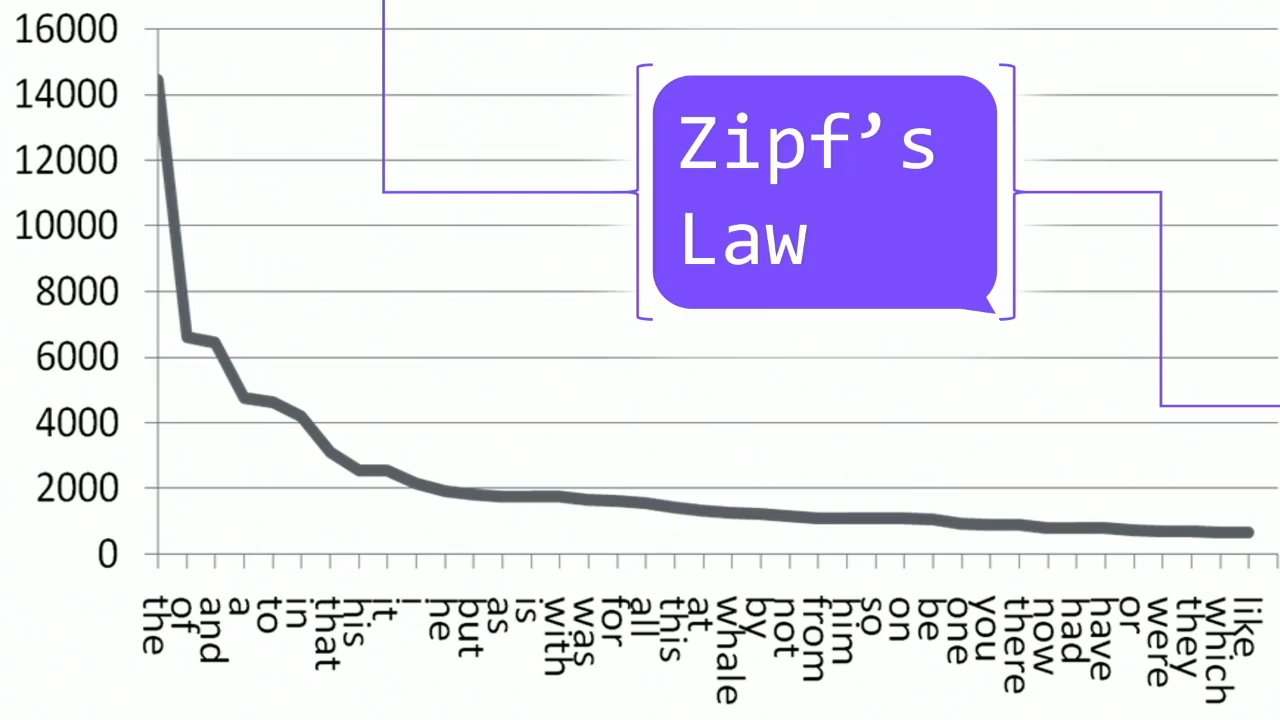 16000
14000
12000
10000
8000
6000
4000
2000
0
Zipf’s
Law
the
of
and
a
to
in
that
his
it
I
he
but
as
is
with
was
for
all
this
at
whale
by
not
from
him
so
on
be
one
you
there
now
had
have
or
were
they
which
like